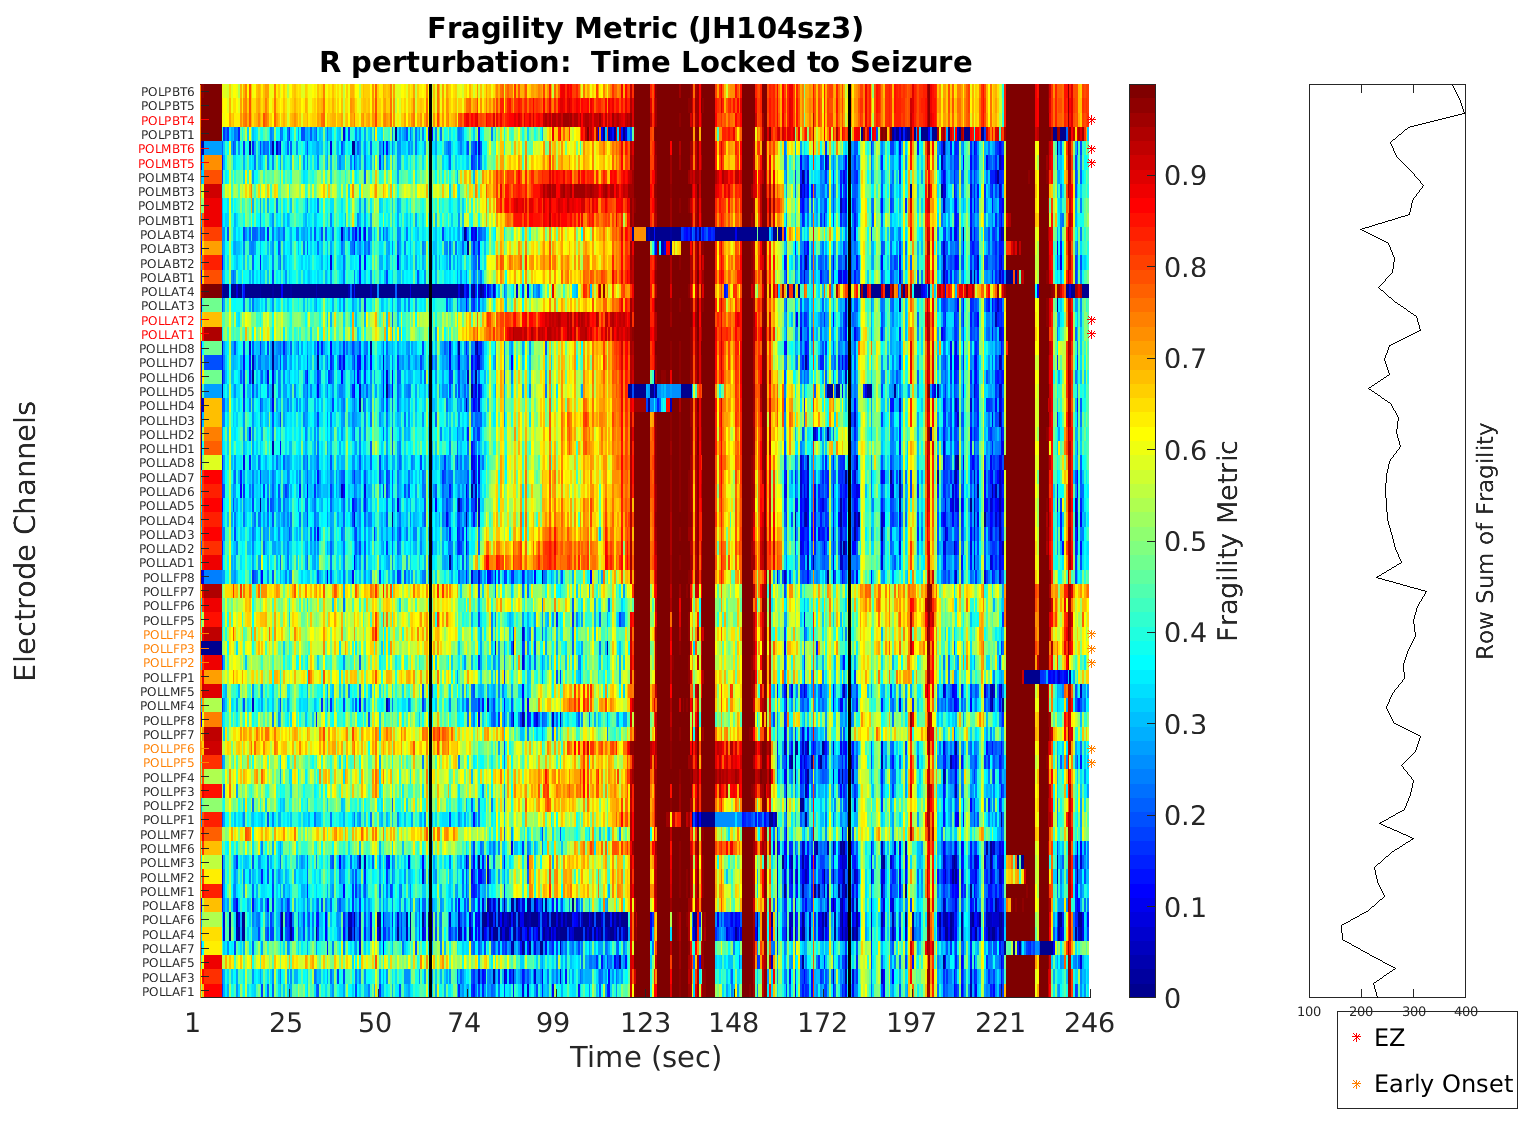 Fragility Metric (JH104sz3)
R perturbation:  Time Locked to Seizure
Electrode Channels
POLPBT6
POLPBT5
POLPBT4
POLPBT1
POLMBT6
POLMBT5
POLMBT4
POLMBT3
POLMBT2
POLMBT1
POLABT4
POLABT3
POLABT2
POLABT1
POLLAT4
POLLAT3
POLLAT2
POLLAT1
POLLHD8
POLLHD7
POLLHD6
POLLHD5
POLLHD4
POLLHD3
POLLHD2
POLLHD1
POLLAD8
POLLAD7
POLLAD6
POLLAD5
POLLAD4
POLLAD3
POLLAD2
POLLAD1
POLLFP8
POLLFP7
POLLFP6
POLLFP5
POLLFP4
POLLFP3
POLLFP2
POLLFP1
POLLMF5
POLLMF4
POLLPF8
POLLPF7
POLLPF6
POLLPF5
POLLPF4
POLLPF3
POLLPF2
POLLPF1
POLLMF7
POLLMF6
POLLMF3
POLLMF2
POLLMF1
POLLAF8
POLLAF6
POLLAF4
POLLAF7
POLLAF5
POLLAF3
POLLAF1
1 25 50 74 99 123 148 172 197 221 246
Time (sec)
0.9
0.8
0.7
0.6
0.5
0.4
0.3
0.2
0.1
0
Fragility Metric
100 200 300 400
Row Sum of Fragility
EZ
Early Onset